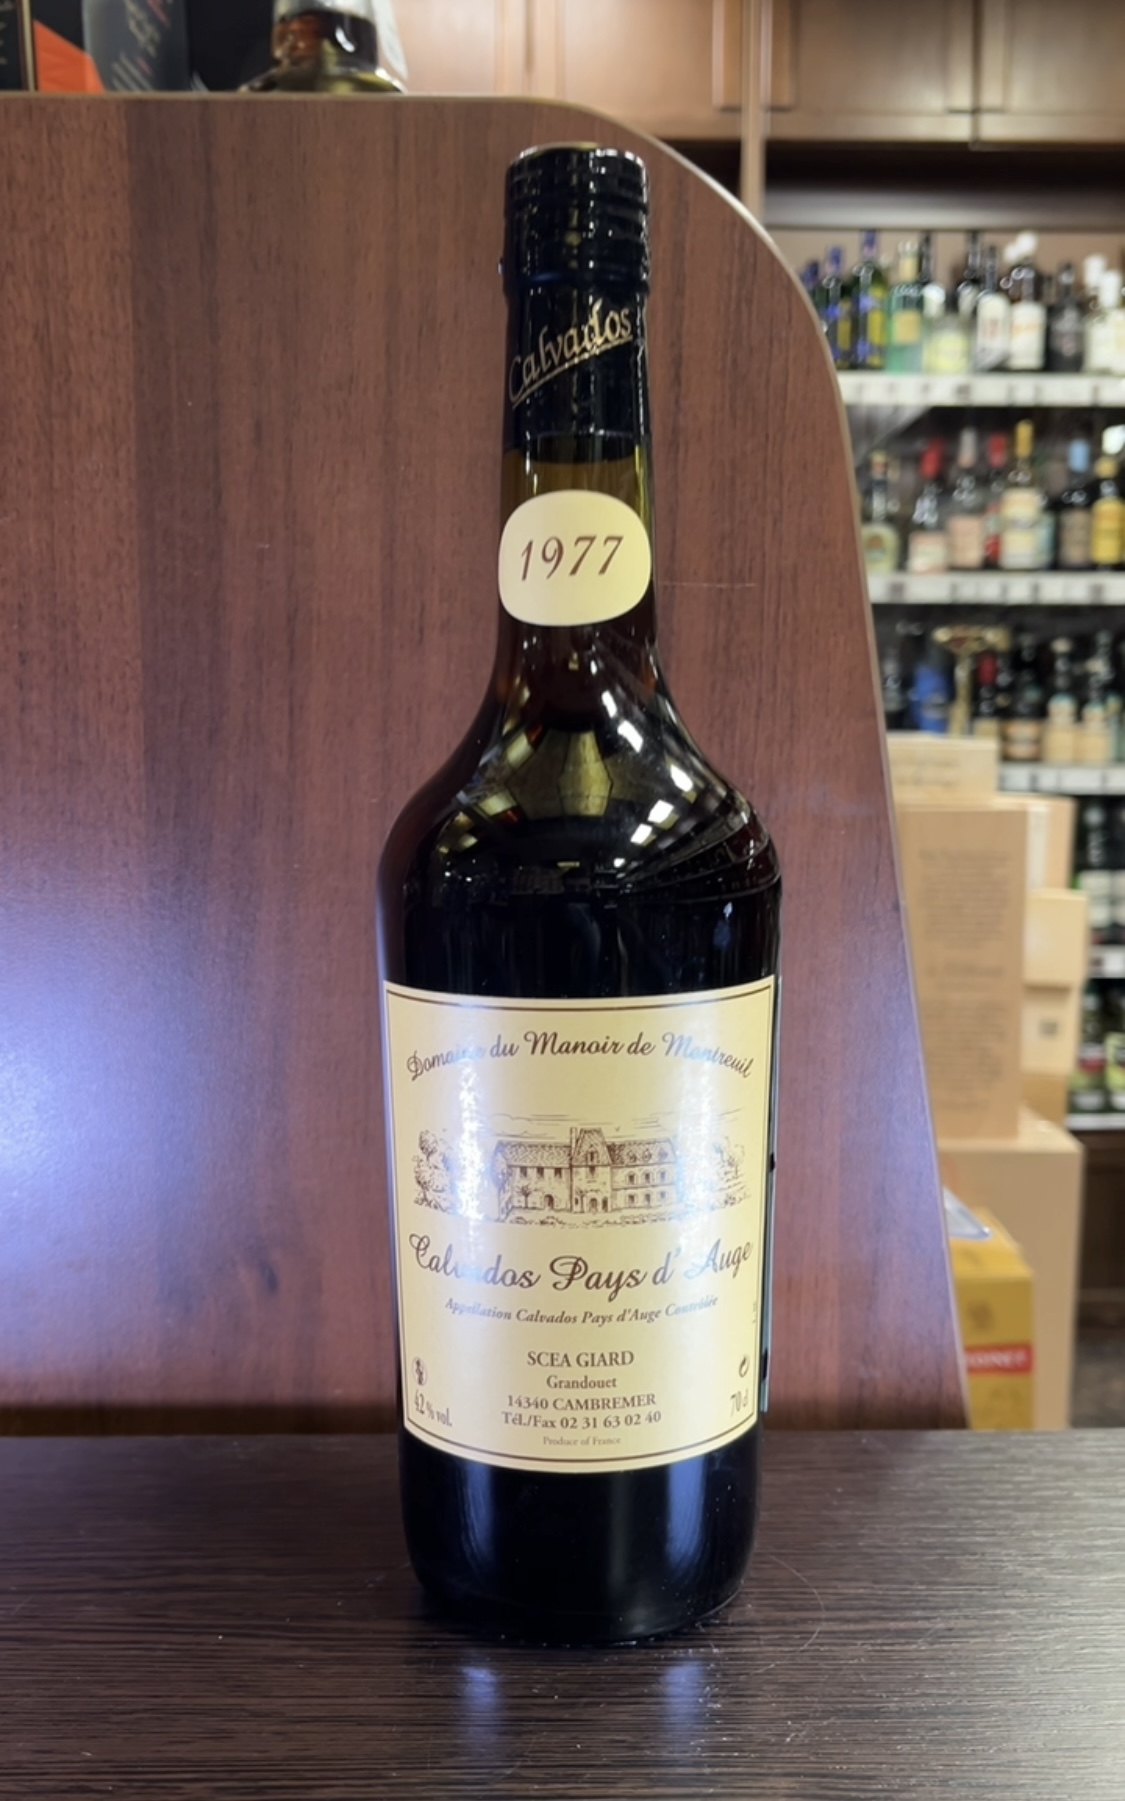 Calvados
1977
Domaine du Manoir de Montreuil
Calvados Pays d'Auge
Appellation Calvados Pays d'Auge Contrôlée
SCEA GIARD
Grandouet
14340 CAMBREMER
42 % vol.
70 cl
Tél./Fax 02 31 63 02 40
Produce of France